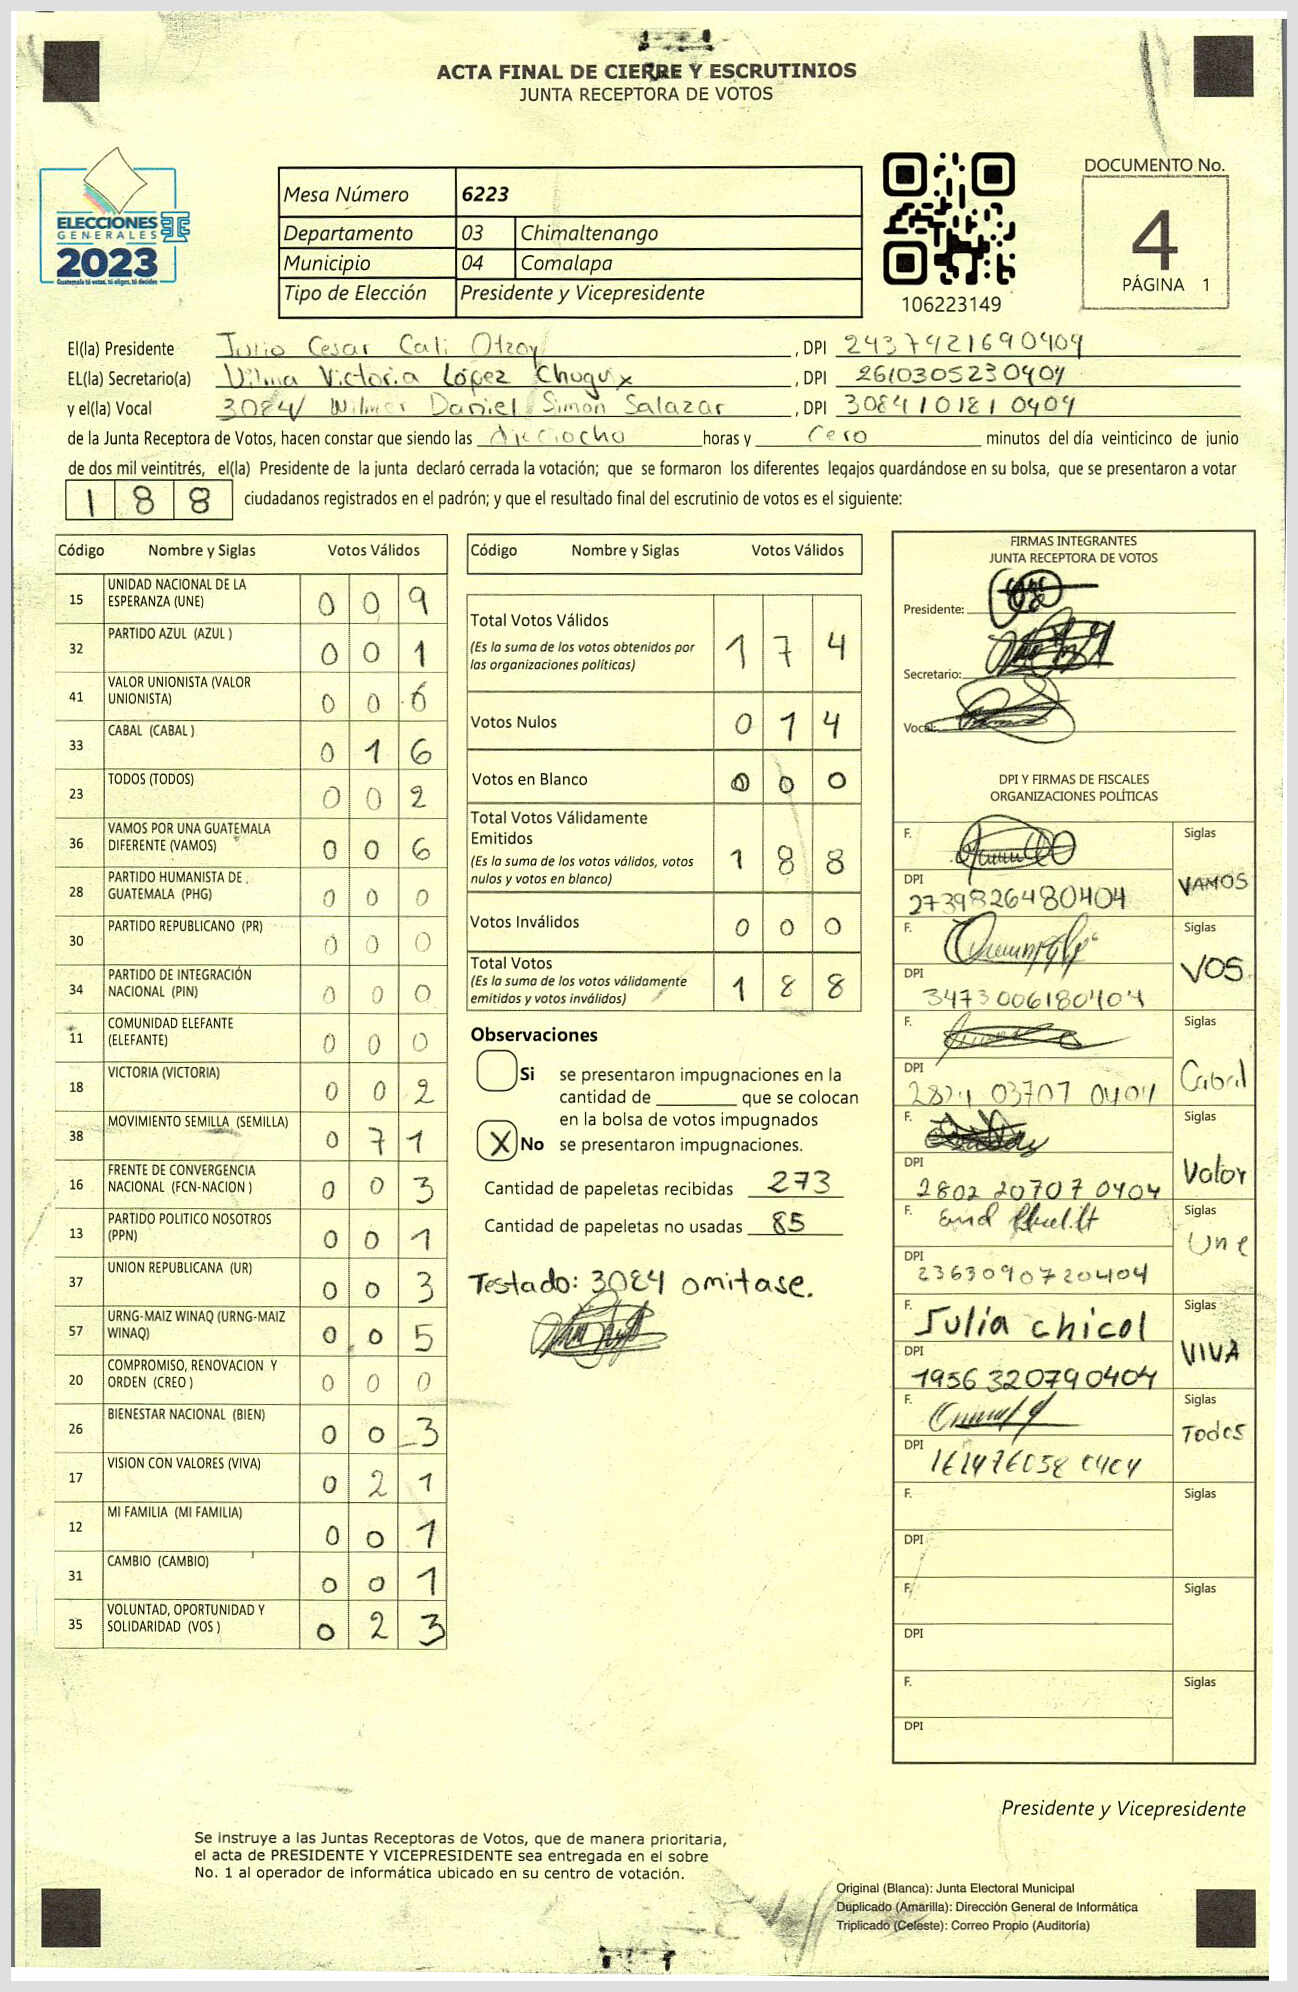 ACTA FINAL DE CIERRE Y ESCRUTINIOS
JUNTA RECEPTORA DE VOTOS
ELECCIONES
GENERALES
2023
Guatemala tú votas, tú eliges, tú decides
Mesa Número 6223
Departamento 03 Chimaltenango
Municipio 04 Comalapa
Tipo de Elección Presidente y Vicepresidente
106223149
DOCUMENTO No.
4
PÁGINA 1
El(la) Presidente Julio Cesar Cali Otzoy, DPI 2437421690404
EL(la) Secretario(a) Vilma Victoria López Chuquix, DPI 2610305230404
y el(la) Vocal 3084/ Wilmer Daniel Simón Salazar, DPI 3084101810404
de la Junta Receptora de Votos, hacen constar que siendo las dieciocho horas y cero minutos del día veinticinco de junio
de dos mil veintitrés, el(la) Presidente de la junta declaró cerrada la votación; que se formaron los diferentes legajos guardándose en su bolsa, que se presentaron a votar
188 ciudadanos registrados en el padrón; y que el resultado final del escrutinio de votos es el siguiente:
Código Nombre y Siglas Votos Válidos
15 UNIDAD NACIONAL DE LA ESPERANZA (UNE) 0 0 9
32 PARTIDO AZUL (AZUL ) 0 0 1
41 VALOR UNIONISTA (VALOR UNIONISTA) 0 0 6
33 CABAL (CABAL ) 0 1 6
23 TODOS (TODOS) 0 0 2
36 VAMOS POR UNA GUATEMALA DIFERENTE (VAMOS) 0 0 6
28 PARTIDO HUMANISTA DE GUATEMALA (PHG) 0 0 0
30 PARTIDO REPUBLICANO (PR) 0 0 0
34 PARTIDO DE INTEGRACIÓN NACIONAL (PIN) 0 0 0
11 COMUNIDAD ELEFANTE (ELEFANTE) 0 0 0
18 VICTORIA (VICTORIA) 0 0 2
38 MOVIMIENTO SEMILLA (SEMILLA) 0 7 1
16 FRENTE DE CONVERGENCIA NACIONAL (FCN-NACION ) 0 0 3
13 PARTIDO POLITICO NOSOTROS (PPN) 0 0 1
37 UNION REPUBLICANA (UR) 0 0 3
57 URNG-MAIZ WINAQ (URNG-MAIZ WINAQ) 0 0 5
20 COMPROMISO, RENOVACION Y ORDEN (CREO ) 0 0 0
26 BIENESTAR NACIONAL (BIEN) 0 0 3
17 VISION CON VALORES (VIVA) 0 2 1
12 MI FAMILIA (MI FAMILIA) 0 0 1
31 CAMBIO (CAMBIO) 0 0 1
35 VOLUNTAD, OPORTUNIDAD Y SOLIDARIDAD (VOS ) 0 2 3
Código Nombre y Siglas Votos Válidos
Total Votos Válidos 1 7 4
(Es la suma de los votos obtenidos por
las organizaciones políticas)
Votos Nulos 0 1 4
Votos en Blanco 0 0 0
Total Votos Válidamente
Emitidos 1 8 8
(Es la suma de los votos válidos, votos
nulos y votos en blanco)
Votos Inválidos 0 0 0
Total Votos 1 8 8
(Es la suma de los votos válidamente
emitidos y votos inválidos)
Observaciones
Si se presentaron impugnaciones en la
cantidad de ________ que se colocan
en la bolsa de votos impugnados
X No se presentaron impugnaciones.
Cantidad de papeletas recibidas 273
Cantidad de papeletas no usadas 85
Testado: 3084 omitase.
FIRMAS INTEGRANTES
JUNTA RECEPTORA DE VOTOS
Presidente:
Secretario:
Vocal:
DPI Y FIRMAS DE FISCALES
ORGANIZACIONES POLÍTICAS
F. Siglas
DPI 2739826480404 VAMOS
F. Siglas
DPI 3473006180404 VOS
F. Siglas
DPI 03707 0404 Cabal
F. Siglas
DPI 2802 20707 0404 Valor
F. Siglas
DPI 2363090720404 Une
F. Julia chicol Siglas
DPI 1956320790404 VIVA
F. Siglas
DPI 0404 Todos
F. Siglas
DPI
F. Siglas
DPI
F. Siglas
DPI
Presidente y Vicepresidente
Se instruye a las Juntas Receptoras de Votos, que de manera prioritaria,
el acta de PRESIDENTE Y VICEPRESIDENTE sea entregada en el sobre
No. 1 al operador de informática ubicado en su centro de votación.
Original (Blanca): Junta Electoral Municipal
Duplicado (Amarilla): Dirección General de Informática
Triplicado (Celeste): Correo Propio (Auditoría)